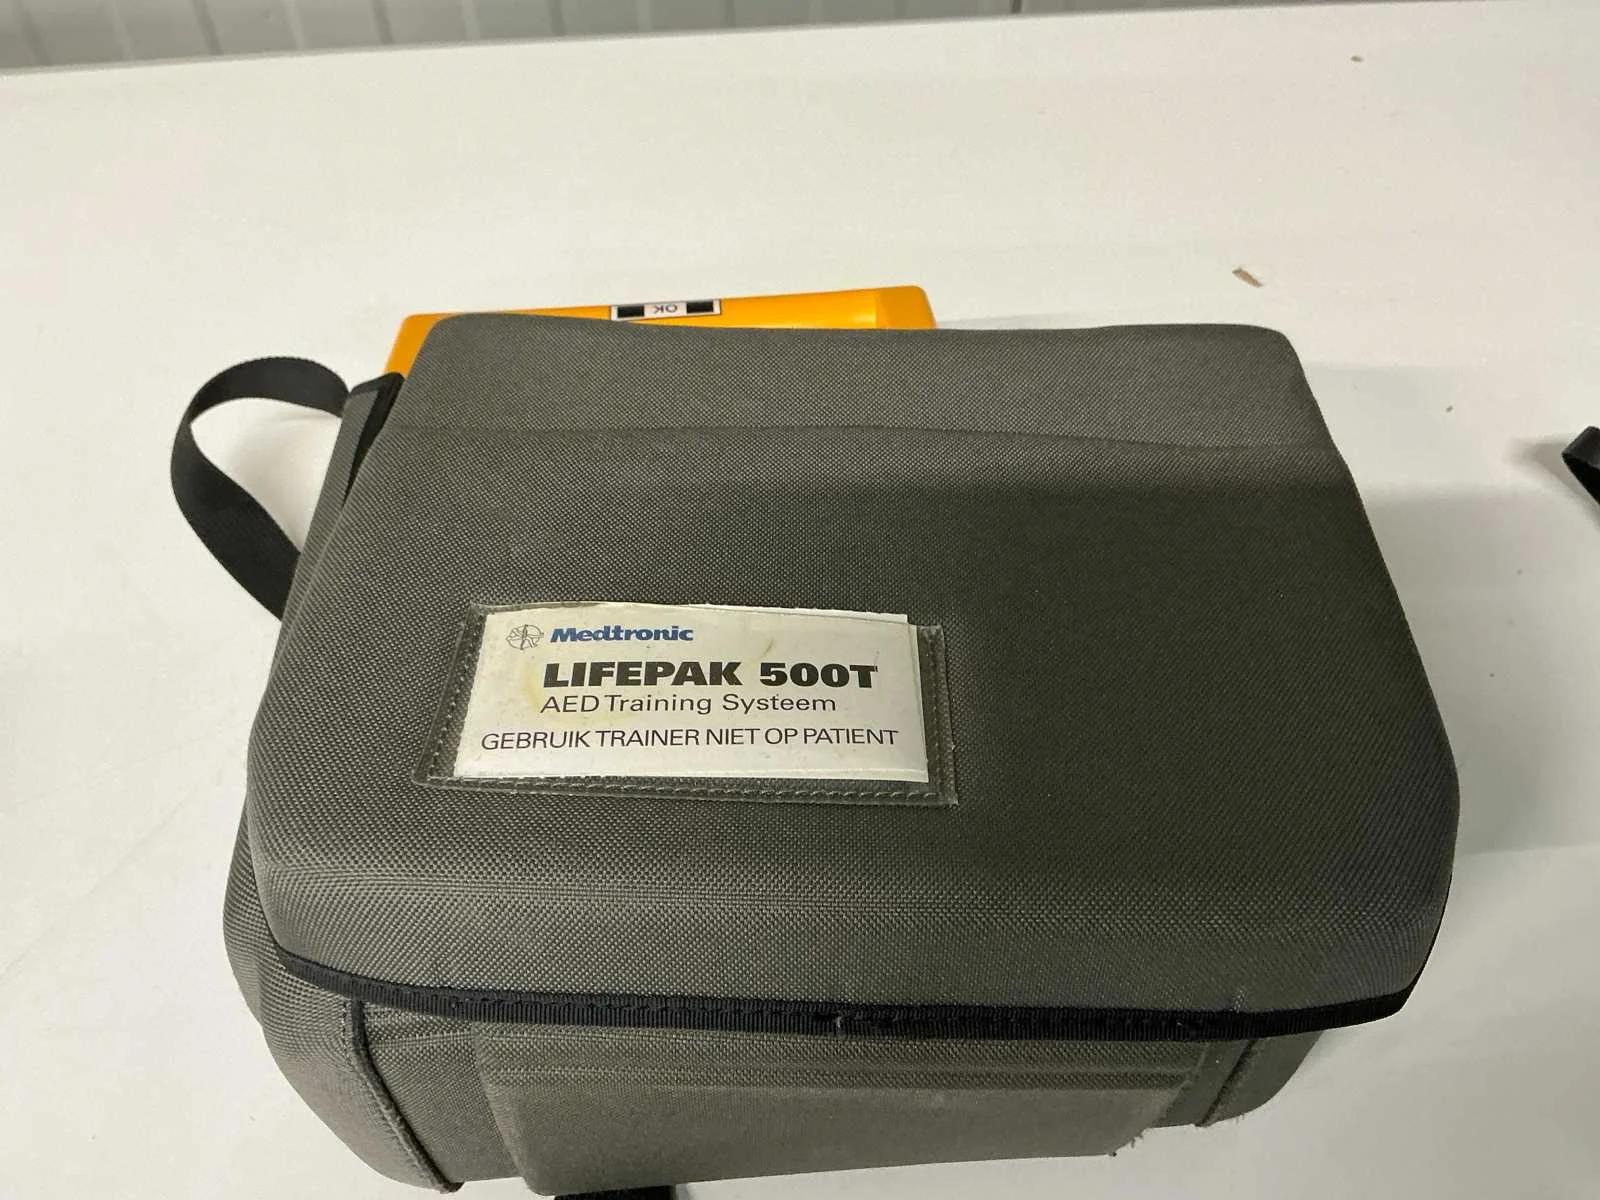 OK
Medtronic
LIFEPAK 500T
AED Training Systeem
GEBRUIK TRAINER NIET OP PATIENT